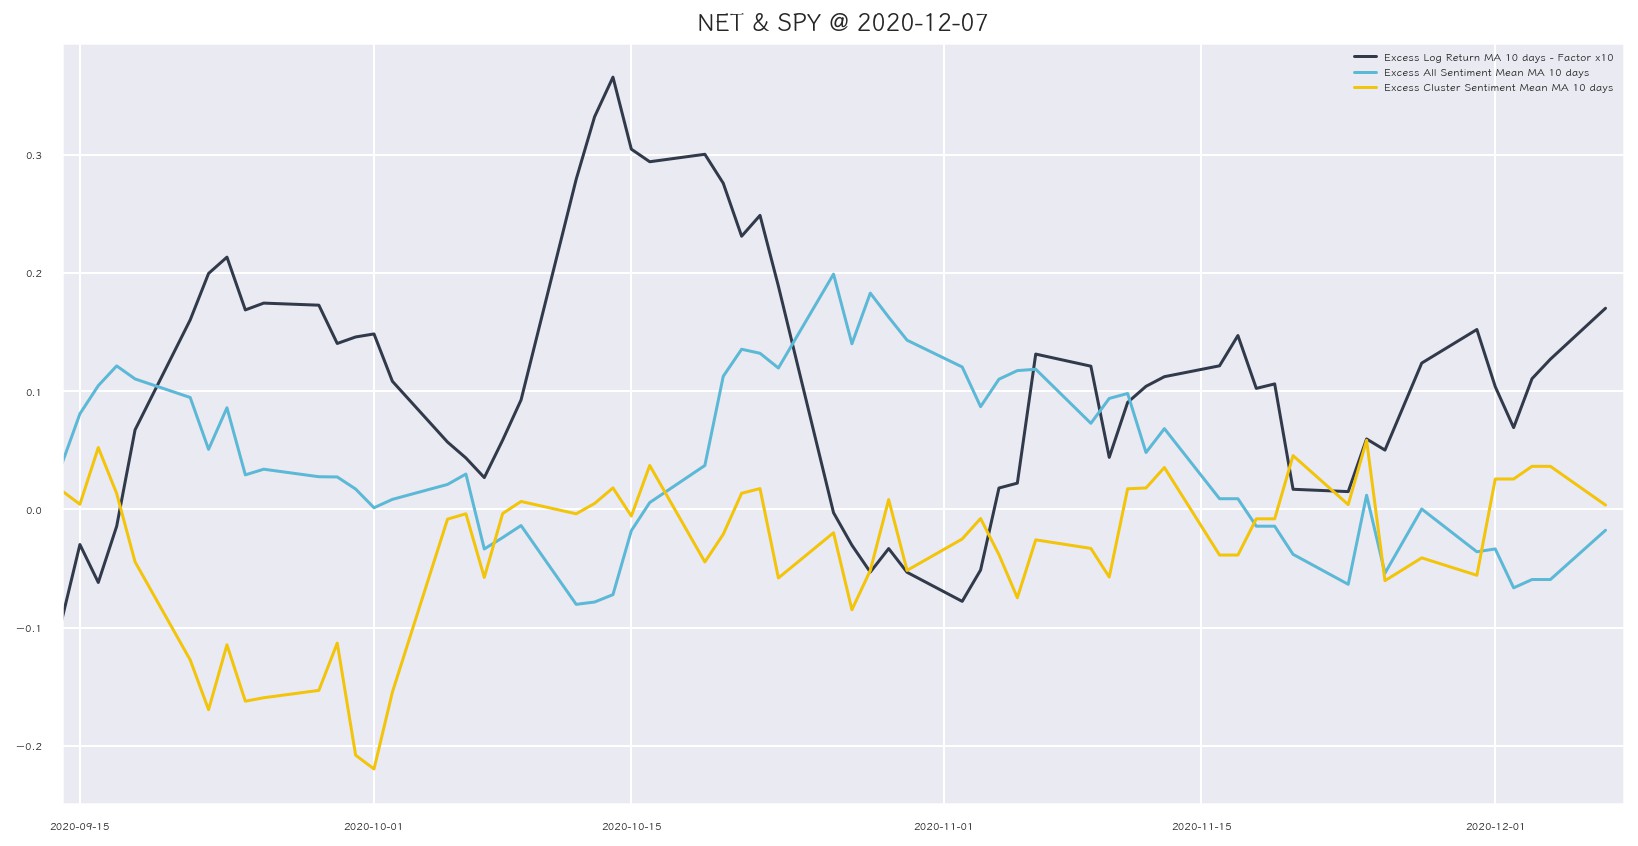 NET & SPY @ 2020-12-07
Excess Log Return MA 10 days - Factor x10
Excess All Sentiment Mean MA 10 days
Excess Cluster Sentiment Mean MA 10 days
0.3
0.2
0.1
0.0
−0.1
−0.2
2020-09-15 2020-10-01 2020-10-15 2020-11-01 2020-11-15 2020-12-01